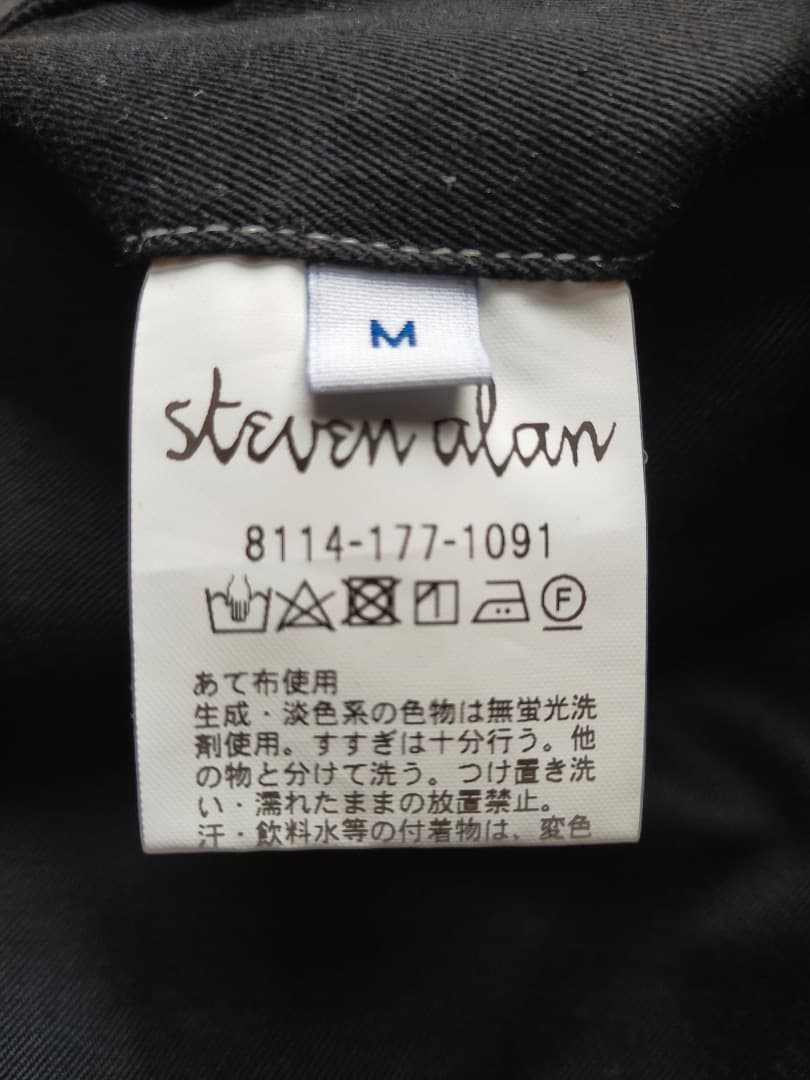 M
steven alan
8114-177-1091
F
あて布使用
生成・淡色系の色物は無蛍光洗
剤使用。すすぎは十分行う。他
の物と分けて洗う。つけ置き洗
い・濡れたままの放置禁止。
汗・飲料水等の付着物は、変色